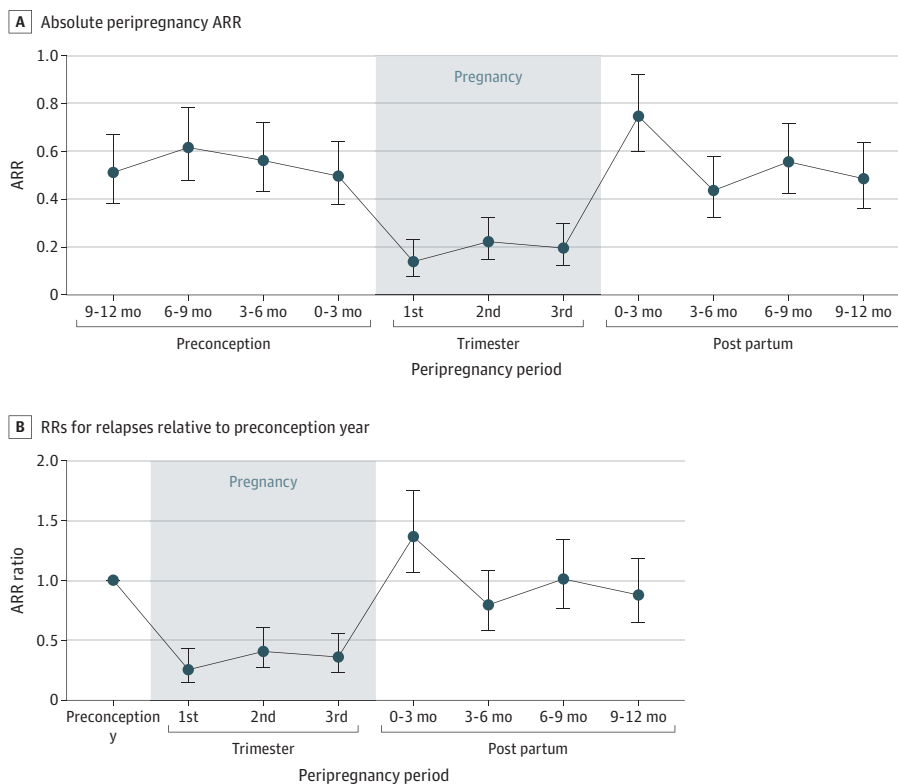 A Absolute peripregnancy ARR
1.0
0.8
0.6
0.4
0.2
0
ARR
Pregnancy
9-12 mo 6-9 mo 3-6 mo 0-3 mo 1st 2nd 3rd 0-3 mo 3-6 mo 6-9 mo 9-12 mo
Preconception Trimester Post partum
Peripregnancy period
B RRs for relapses relative to preconception year
2.0
1.5
1.0
0.5
0
ARR ratio
Pregnancy
Preconception 1st 2nd 3rd 0-3 mo 3-6 mo 6-9 mo 9-12 mo
y
Trimester Post partum
Peripregnancy period